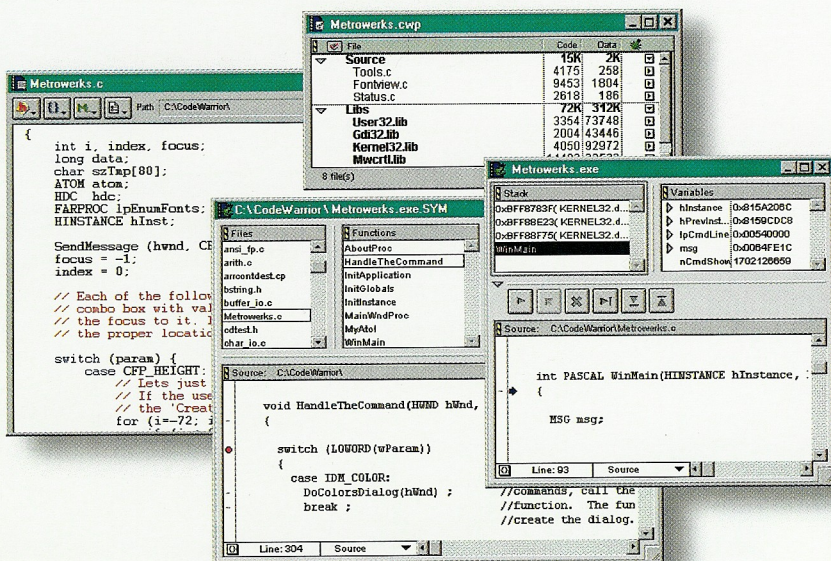 Metrowerks.cwp
File Code Data
Source 15K 2K
Tools.c 4175 258
Fontview.c 9453 1804
Status.c 2618 186
Libs 72K 312K
User32.lib 3354 73748
Gdi32.lib 2004 43446
Kernel32.lib 4050 92972
Mwcrtl.lib
8 file(s)
Metrowerks.c
Path C:\CodeWarrior\
{
int i, index, focus;
long data;
char szTmp[80];
ATOM atom;
HDC hdc;
FARPROC lpEnumFonts;
HINSTANCE hInst;
SendMessage (hwnd, CB
focus = -1;
index = 0;
// Each of the follow
// combo box with val
// the focus to it.
// the proper locatio
switch (param) {
case CFP_HEIGHT:
// Lets just
// If the use
// the 'Creat
for (i=-72; i
C:\CodeWarrior\Metrowerks.exe.SYM
Files
ansi_fp.c
arith.c
arrcontdest.cp
bstring.h
buffer_io.c
Metrowerks.c
cdtest.h
char_io.c
Functions
AboutProc
HandleTheCommand
InitApplication
InitGlobals
InitInstance
MainWndProc
MyAtoI
WinMain
Source: C:\CodeWarrior\
void HandleTheCommand(HWND hWnd,
{
switch (LOWORD(wParam))
{
case IDM_COLOR:
DoColorsDialog(hWnd) ; //commands, call the
break ; //function. The fun
//create the dialog.
Line: 304 Source
Metrowerks.exe
Stack
0xBFF8783F( KERNEL32.d...
0xBFF88E23( KERNEL32.d...
0xBFF88F75( KERNEL32.d...
WinMain
Variables
hInstance 0x815A206C
hPrevInst... 0x8159CDC8
lpCmdLine 0x00540000
msg 0x0064FE1C
nCmdShow 1702126659
Source: C:\CodeWarrior\Metrowerks.c
int PASCAL WinMain(HINSTANCE hInstance,
{
MSG msg;
Line: 93 Source